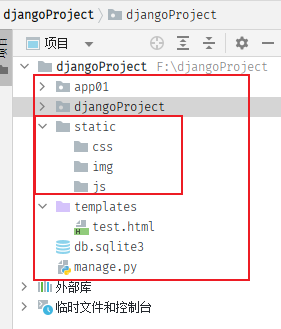 djangoProject djangoProject
项目
djangoProject F:\djangoProject
app01
djangoProject
static
css
img
js
templates
test.html
db.sqlite3
manage.py
外部库
临时文件和控制台